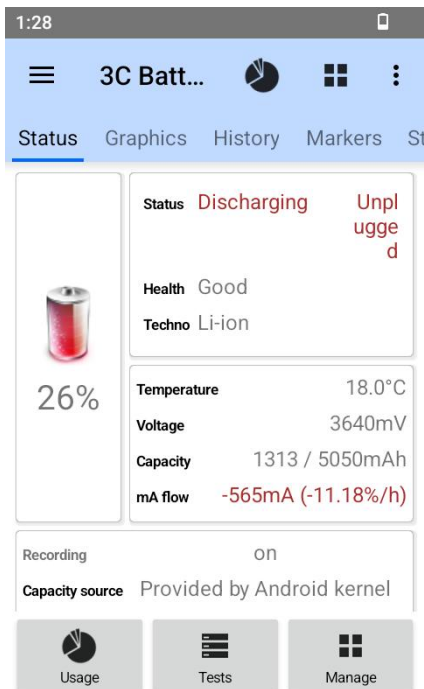 1:28
3C Batt...
Status Graphics History Markers St
Status Discharging Unpl
ugge
d
Health Good
Techno Li-ion
26%
Temperature 18.0°C
Voltage 3640mV
Capacity 1313 / 5050mAh
mA flow -565mA (-11.18%/h)
Recording on
Capacity source Provided by Android kernel
Usage Tests Manage